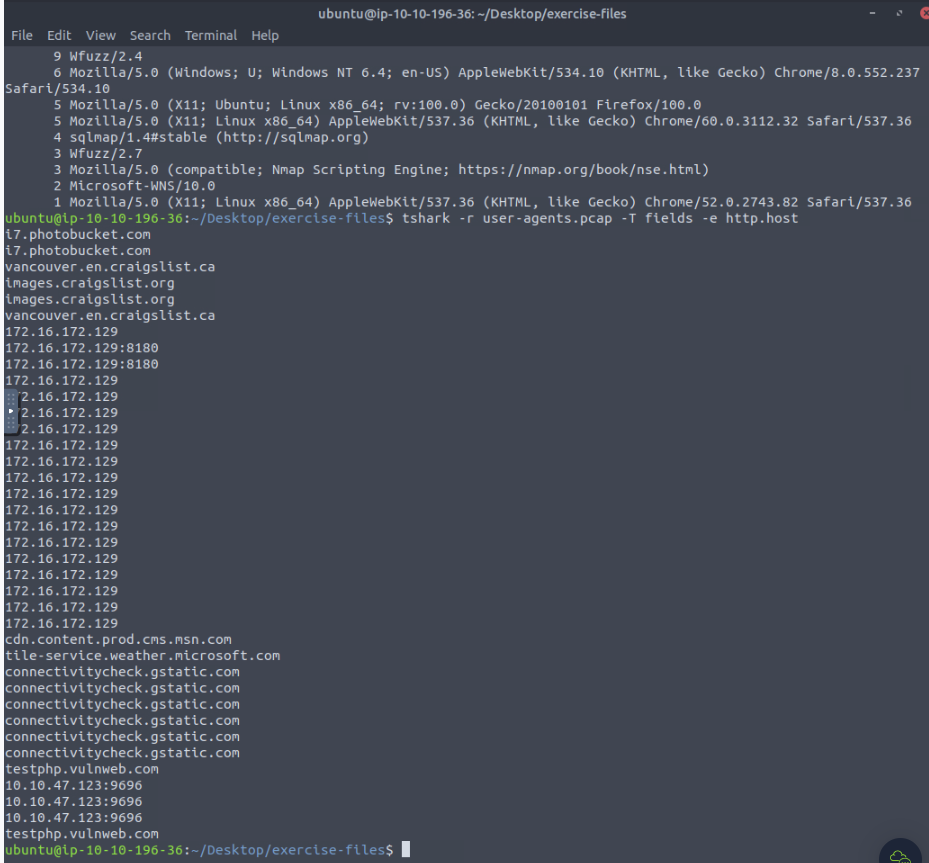 ubuntu@ip-10-10-196-36: ~/Desktop/exercise-files
File Edit View Search Terminal Help
9 Wfuzz/2.4
6 Mozilla/5.0 (Windows; U; Windows NT 6.4; en-US) AppleWebKit/534.10 (KHTML, like Gecko) Chrome/8.0.552.237
Safari/534.10
5 Mozilla/5.0 (X11; Ubuntu; Linux x86_64; rv:100.0) Gecko/20100101 Firefox/100.0
5 Mozilla/5.0 (X11; Linux x86_64) AppleWebKit/537.36 (KHTML, like Gecko) Chrome/60.0.3112.32 Safari/537.36
4 sqlmap/1.4#stable (http://sqlmap.org)
3 Wfuzz/2.7
3 Mozilla/5.0 (compatible; Nmap Scripting Engine; https://nmap.org/book/nse.html)
2 Microsoft-WNS/10.0
1 Mozilla/5.0 (X11; Linux x86_64) AppleWebKit/537.36 (KHTML, like Gecko) Chrome/52.0.2743.82 Safari/537.36
ubuntu@ip-10-10-196-36:~/Desktop/exercise-files$ tshark -r user-agents.pcap -T fields -e http.host
i7.photobucket.com
i7.photobucket.com
vancouver.en.craigslist.ca
images.craigslist.org
images.craigslist.org
vancouver.en.craigslist.ca
172.16.172.129
172.16.172.129:8180
172.16.172.129:8180
172.16.172.129
2.16.172.129
2.16.172.129
2.16.172.129
172.16.172.129
172.16.172.129
172.16.172.129
172.16.172.129
172.16.172.129
172.16.172.129
172.16.172.129
172.16.172.129
172.16.172.129
172.16.172.129
172.16.172.129
172.16.172.129
cdn.content.prod.cms.msn.com
tile-service.weather.microsoft.com
connectivitycheck.gstatic.com
connectivitycheck.gstatic.com
connectivitycheck.gstatic.com
connectivitycheck.gstatic.com
connectivitycheck.gstatic.com
connectivitycheck.gstatic.com
testphp.vulnweb.com
10.10.47.123:9696
10.10.47.123:9696
10.10.47.123:9696
testphp.vulnweb.com
ubuntu@ip-10-10-196-36:~/Desktop/exercise-files$